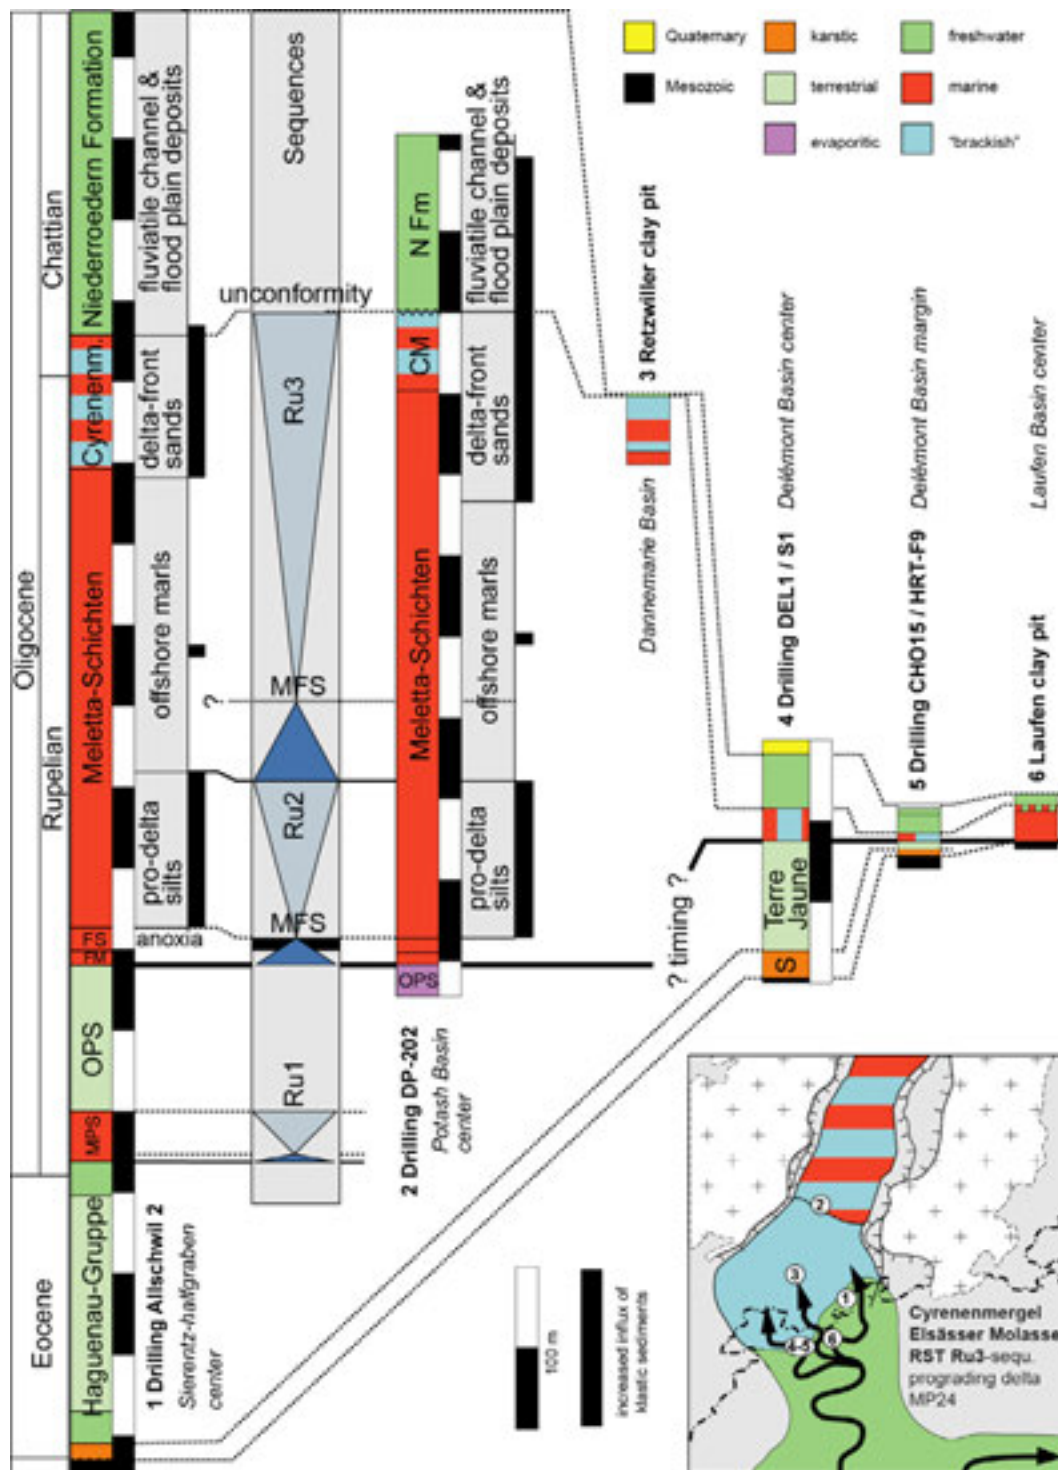 Quaternary
karstic
freshwater
Mesozoic
terrestrial
marine
evaporitic
"brackish"
Eocene
Oligocene
Rupelian
Chattian
Haguenau-Gruppe
MPS
OPS
FM
FS
Meletta-Schichten
Cyrenenm.
Niederroedern Formation
anoxia
pro-delta
silts
offshore marls
delta-front
sands
fluviatile channel &
flood plain deposits
1 Drilling Allschwil 2
Sierentz-halfgraben
center
Sequences
unconformity
Ru3
MFS
?
Ru2
MFS
Ru1
N Fm
CM
Meletta-Schichten
OPS
fluviatile channel &
flood plain deposits
delta-front
sands
offshore marls
pro-delta
silts
2 Drilling DP-202
Potash Basin
center
3 Retzwiller clay pit
Dannemarie Basin
? timing ?
4 Drilling DEL1 / S1
Delémont Basin center
Terre
Jaune
S
5 Drilling CHO15 / HRT-F9
Delémont Basin margin
6 Laufen clay pit
Laufen Basin center
100 m
increased influx of
klastic sediments
2
3
1
4-5
6
Cyrenenmergel
Elsässer Molasse
RST Ru3-sequ.
prograding delta
MP24